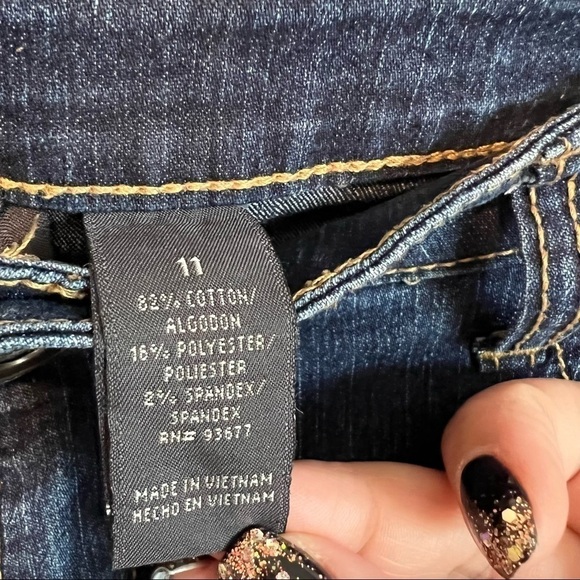 11
82% COTTON/
ALGODON
16% POLYESTER/
POLIESTER
2% SPANDEX/
SPANDEX
RN# 93677
MADE IN VIETNAM
HECHO EN VIETNAM